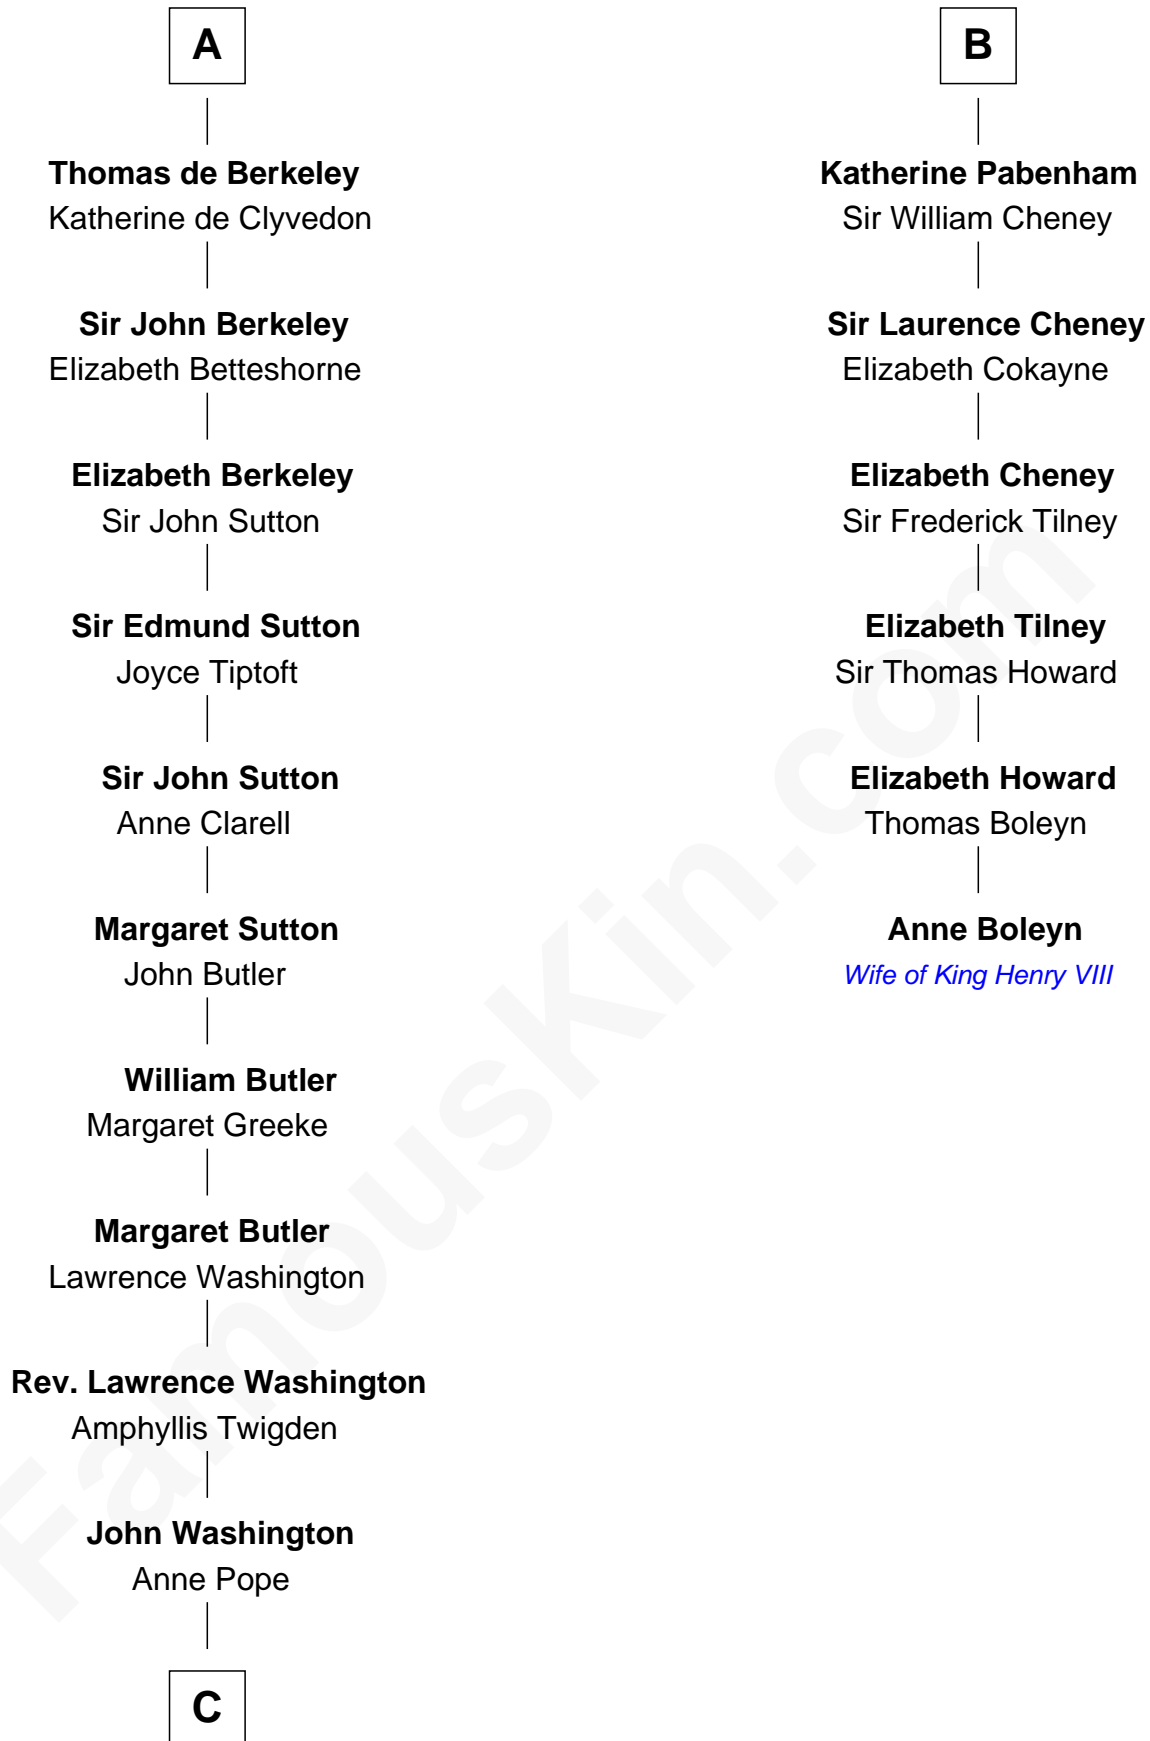 A
Thomas de Berkeley
Katherine de Clyvedon
Sir John Berkeley
Elizabeth Betteshorne
Elizabeth Berkeley
Sir John Sutton
Sir Edmund Sutton
Joyce Tiptoft
Sir John Sutton
Anne Clarell
Margaret Sutton
John Butler
William Butler
Margaret Greeke
Margaret Butler
Lawrence Washington
Rev. Lawrence Washington
Amphyllis Twigden
John Washington
Anne Pope
C
B
Katherine Pabenham
Sir William Cheney
Sir Laurence Cheney
Elizabeth Cokayne
Elizabeth Cheney
Sir Frederick Tilney
Elizabeth Tilney
Sir Thomas Howard
Elizabeth Howard
Thomas Boleyn
Anne Boleyn
Wife of King Henry VIII
FamousKin.com